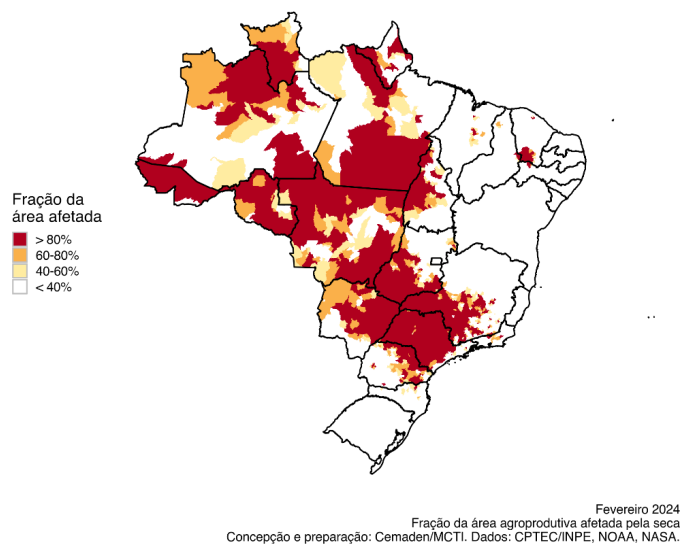 Fração da
área afetada
> 80%
60-80%
40-60%
< 40%
Fevereiro 2024
Fração da área agroprodutiva afetada pela seca
Concepção e preparação: Cemaden/MCTI. Dados: CPTEC/INPE, NOAA, NASA.